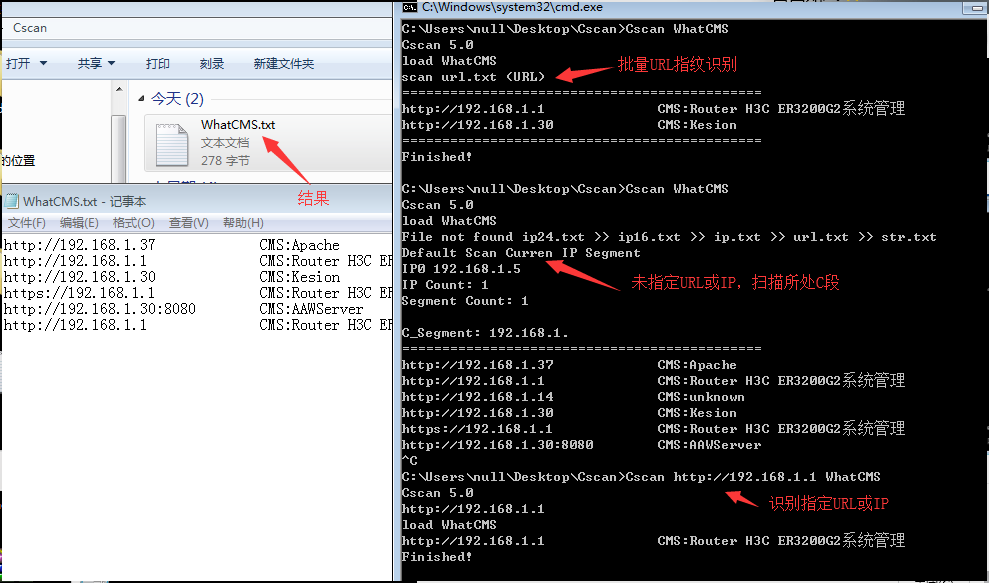 Cscan
打开 共享 打印 刻录 新建文件夹
今天 (2)
WhatCMS.txt
文本文档
278 字节
的位置
结果
WhatCMS.txt - 记事本
文件(F) 编辑(E) 格式(O) 查看(V) 帮助(H)
http://192.168.1.37 CMS:Apache
http://192.168.1.1 CMS:Router H3C ER
http://192.168.1.30 CMS:Kesion
https://192.168.1.1 CMS:Router H3C ER
http://192.168.1.30:8080 CMS:AAWServer
http://192.168.1.1 CMS:Router H3C ER
C:\Windows\system32\cmd.exe
C:\Users\null\Desktop\Cscan>Cscan WhatCMS
Cscan 5.0
load WhatCMS
scan url.txt (URL)
批量URL指纹识别
=============================================
http://192.168.1.1 CMS:Router H3C ER3200G2系统管理
http://192.168.1.30 CMS:Kesion
=============================================
Finished!
C:\Users\null\Desktop\Cscan>Cscan WhatCMS
Cscan 5.0
load WhatCMS
File not found ip24.txt >> ip16.txt >> ip.txt >> url.txt >> str.txt
Default Scan Curren IP Segment
IP0 192.168.1.5
未指定URL或IP，扫描所处C段
IP Count: 1
Segment Count: 1
C_Segment: 192.168.1.
=============================================
http://192.168.1.37 CMS:Apache
http://192.168.1.1 CMS:Router H3C ER3200G2系统管理
http://192.168.1.14 CMS:unknown
http://192.168.1.30 CMS:Kesion
https://192.168.1.1 CMS:Router H3C ER3200G2系统管理
http://192.168.1.30:8080 CMS:AAWServer
^C
C:\Users\null\Desktop\Cscan>Cscan http://192.168.1.1 WhatCMS
Cscan 5.0
http://192.168.1.1
识别指定URL或IP
load WhatCMS
http://192.168.1.1 CMS:Router H3C ER3200G2系统管理
Finished!